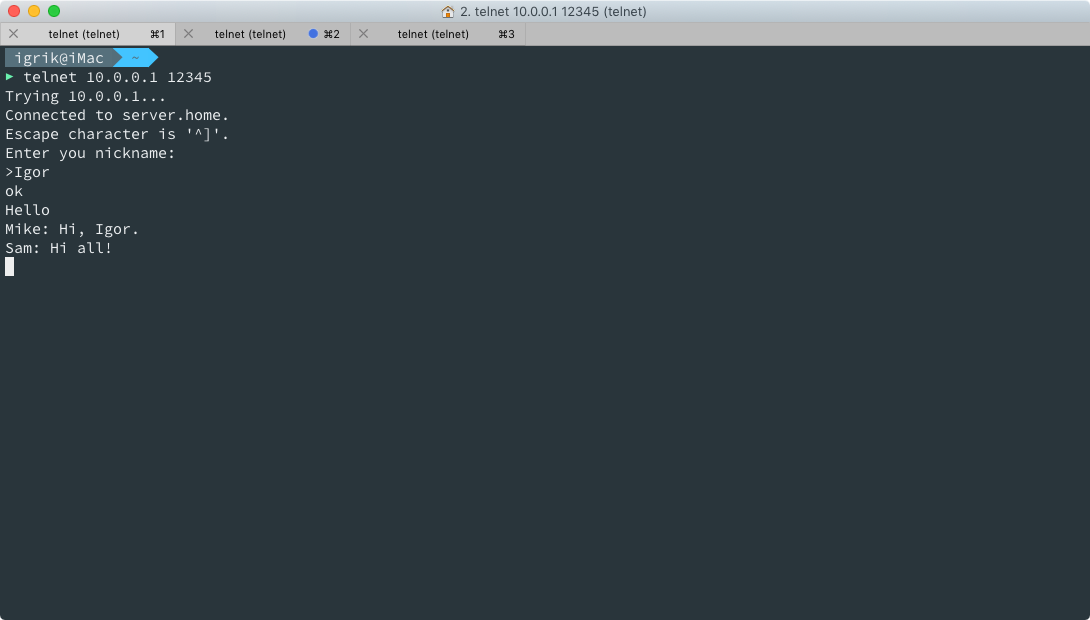 2. telnet 10.0.0.1 12345 (telnet)
telnet (telnet) ⌘1 telnet (telnet) ⌘2 telnet (telnet) ⌘3
igrik@iMac ~
telnet 10.0.0.1 12345
Trying 10.0.0.1...
Connected to server.home.
Escape character is '^]'.
Enter you nickname:
>Igor
ok
Hello
Mike: Hi, Igor.
Sam: Hi all!